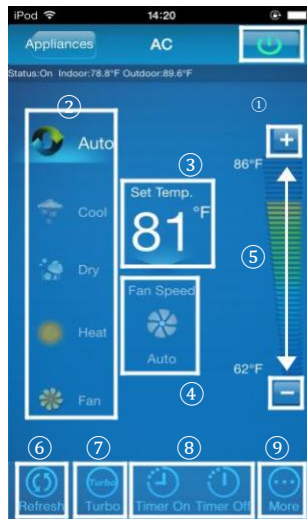 iPod 14:20
Appliances AC
Status:On Indoor:78.8°F Outdoor:89.6°F
② ①
Auto +
③ 86°F
Set Temp.
Cool 81°F
⑤
Dry
Fan Speed
Heat
Auto 62°F
④ −
Fan
⑥ ⑦ ⑧ ⑨
Turbo
Refresh Turbo Timer On Timer Off More